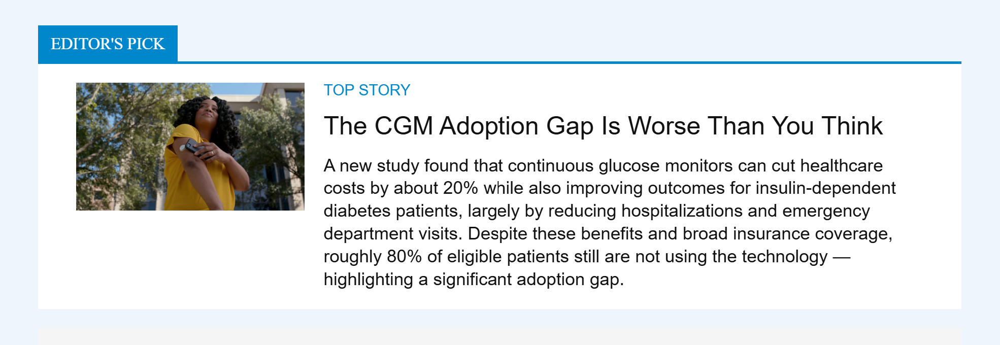 EDITOR'S PICK
TOP STORY
The CGM Adoption Gap Is Worse Than You Think
A new study found that continuous glucose monitors can cut healthcare
costs by about 20% while also improving outcomes for insulin-dependent
diabetes patients, largely by reducing hospitalizations and emergency
department visits. Despite these benefits and broad insurance coverage,
roughly 80% of eligible patients still are not using the technology —
highlighting a significant adoption gap.